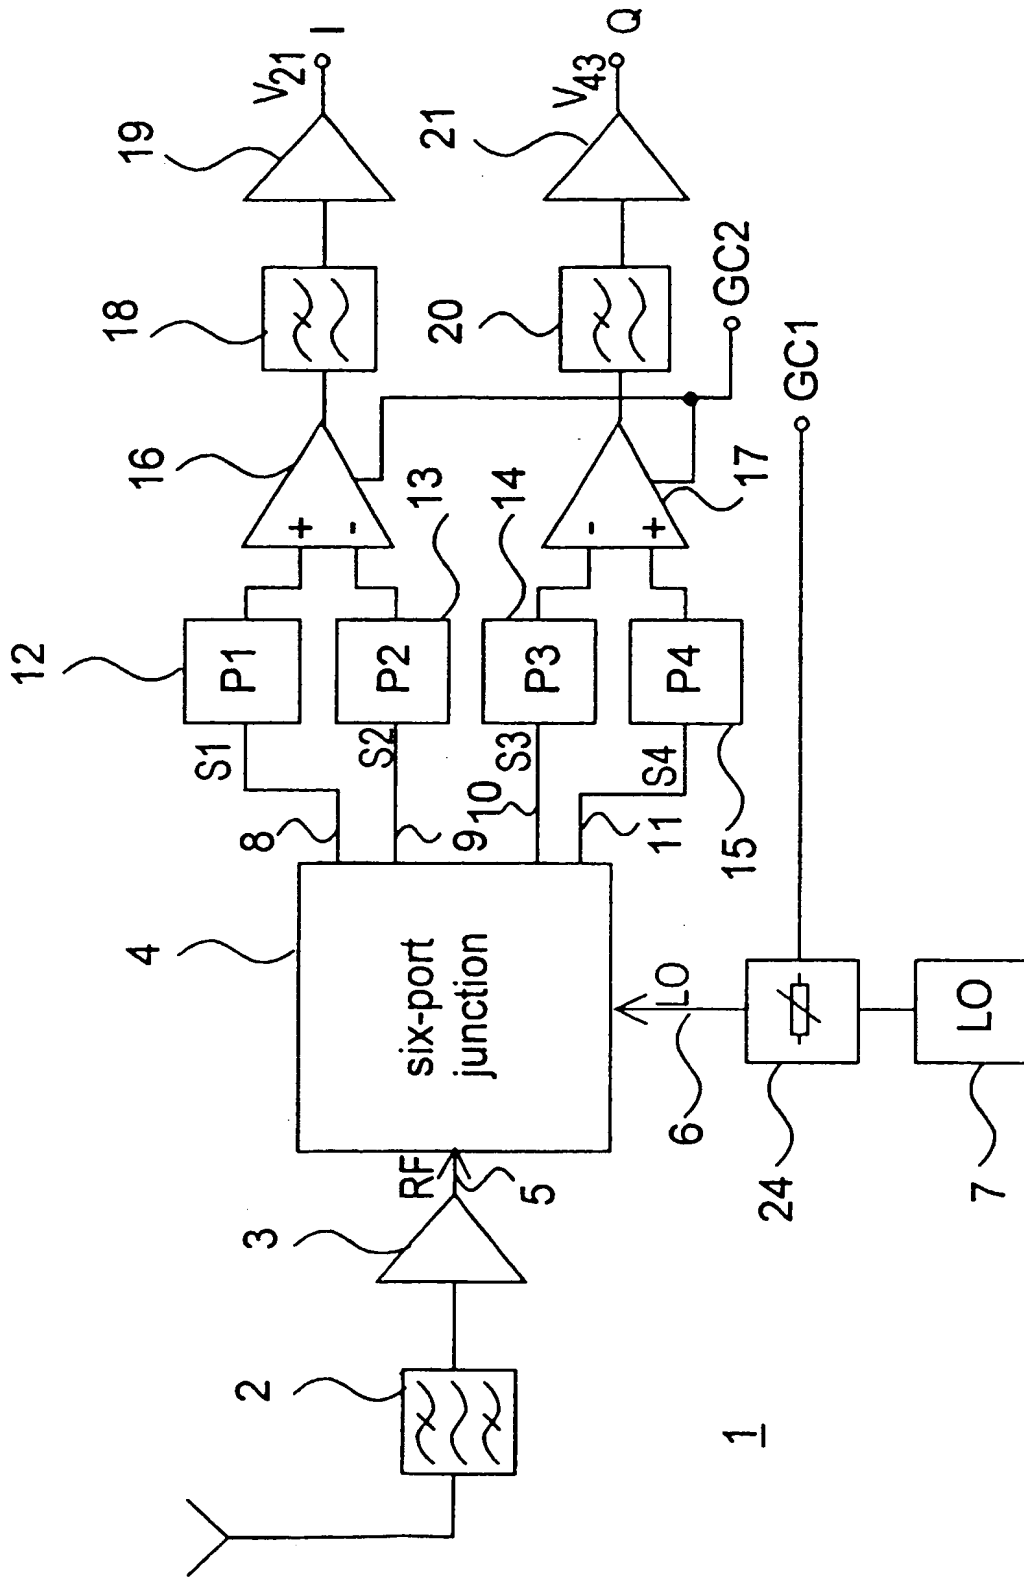 1
2
3
RF
5
4
six-port
junction
LO
6
24
LO
7
8
9
10
11
S1
S2
S3
S4
12
P1
P2
13
P3
14
P4
15
+
-
16
-
+
17
18
20
GC2
GC1
19
21
V21
I
V43
Q